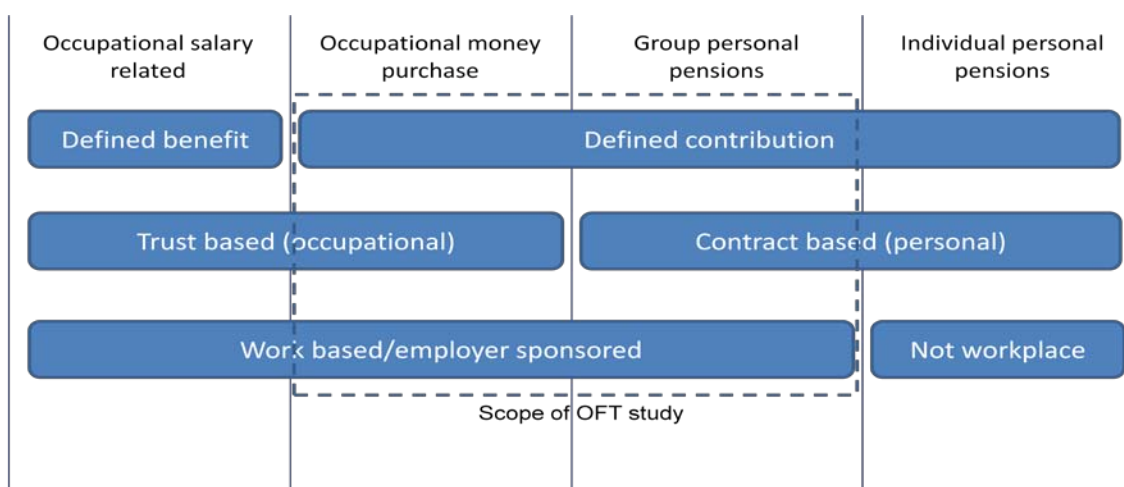 Occupational salary
related
Occupational money
purchase
Group personal
pensions
Individual personal
pensions
Defined benefit
Defined contribution
Trust based (occupational)
Contract based (personal)
Work based/employer sponsored
Not workplace
Scope of OFT study